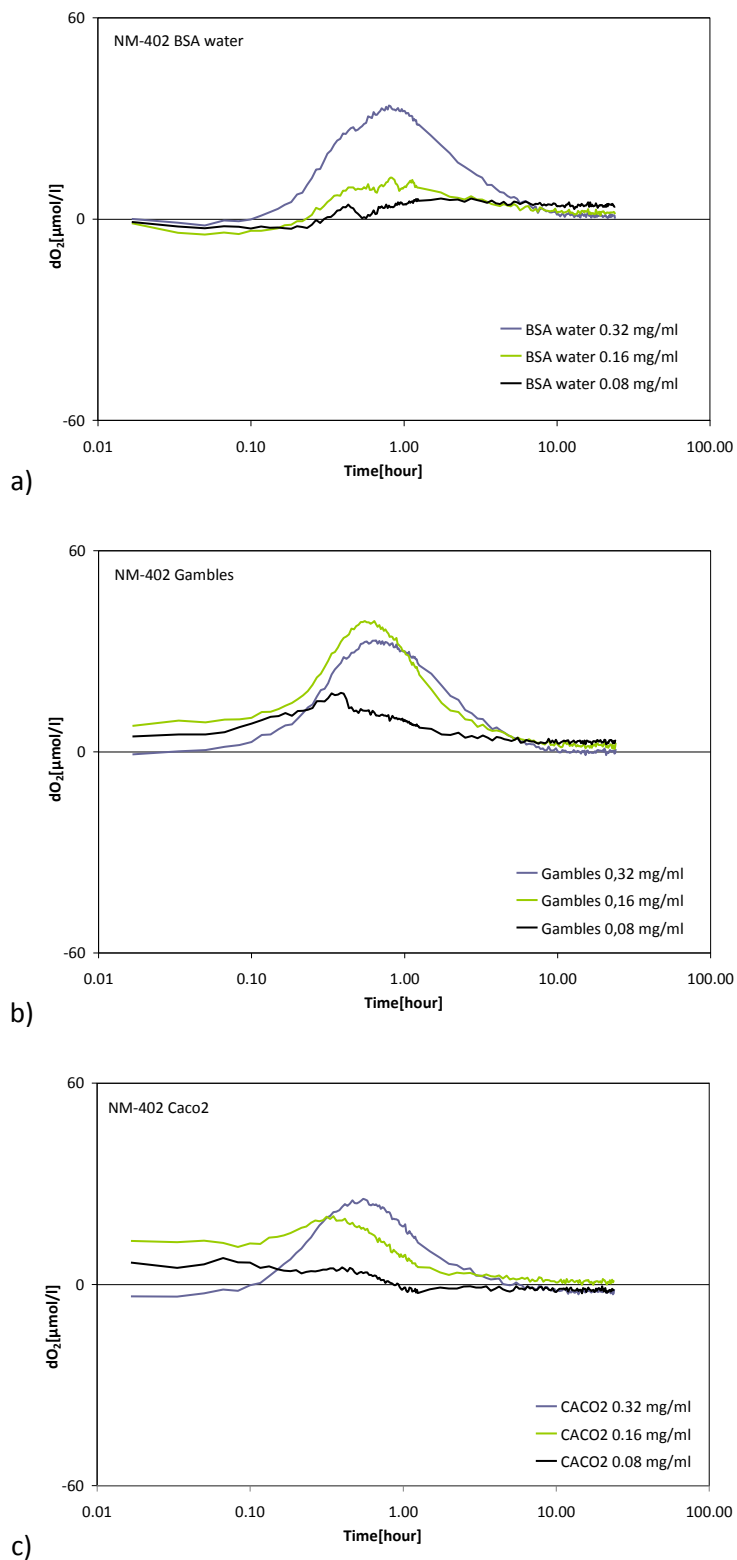 60
NM-402 BSA water
0
dO₂[µmol/l]
BSA water 0.32 mg/ml
BSA water 0.16 mg/ml
BSA water 0.08 mg/ml
-60
0.01 0.10 1.00 10.00 100.00
Time[hour]
a)
60
NM-402 Gambles
0
dO₂[µmol/l]
Gambles 0,32 mg/ml
Gambles 0,16 mg/ml
Gambles 0,08 mg/ml
-60
0.01 0.10 1.00 10.00 100.00
Time[hour]
b)
60
NM-402 Caco2
0
dO₂[µmol/l]
CACO2 0.32 mg/ml
CACO2 0.16 mg/ml
CACO2 0.08 mg/ml
-60
0.01 0.10 1.00 10.00 100.00
Time[hour]
c)